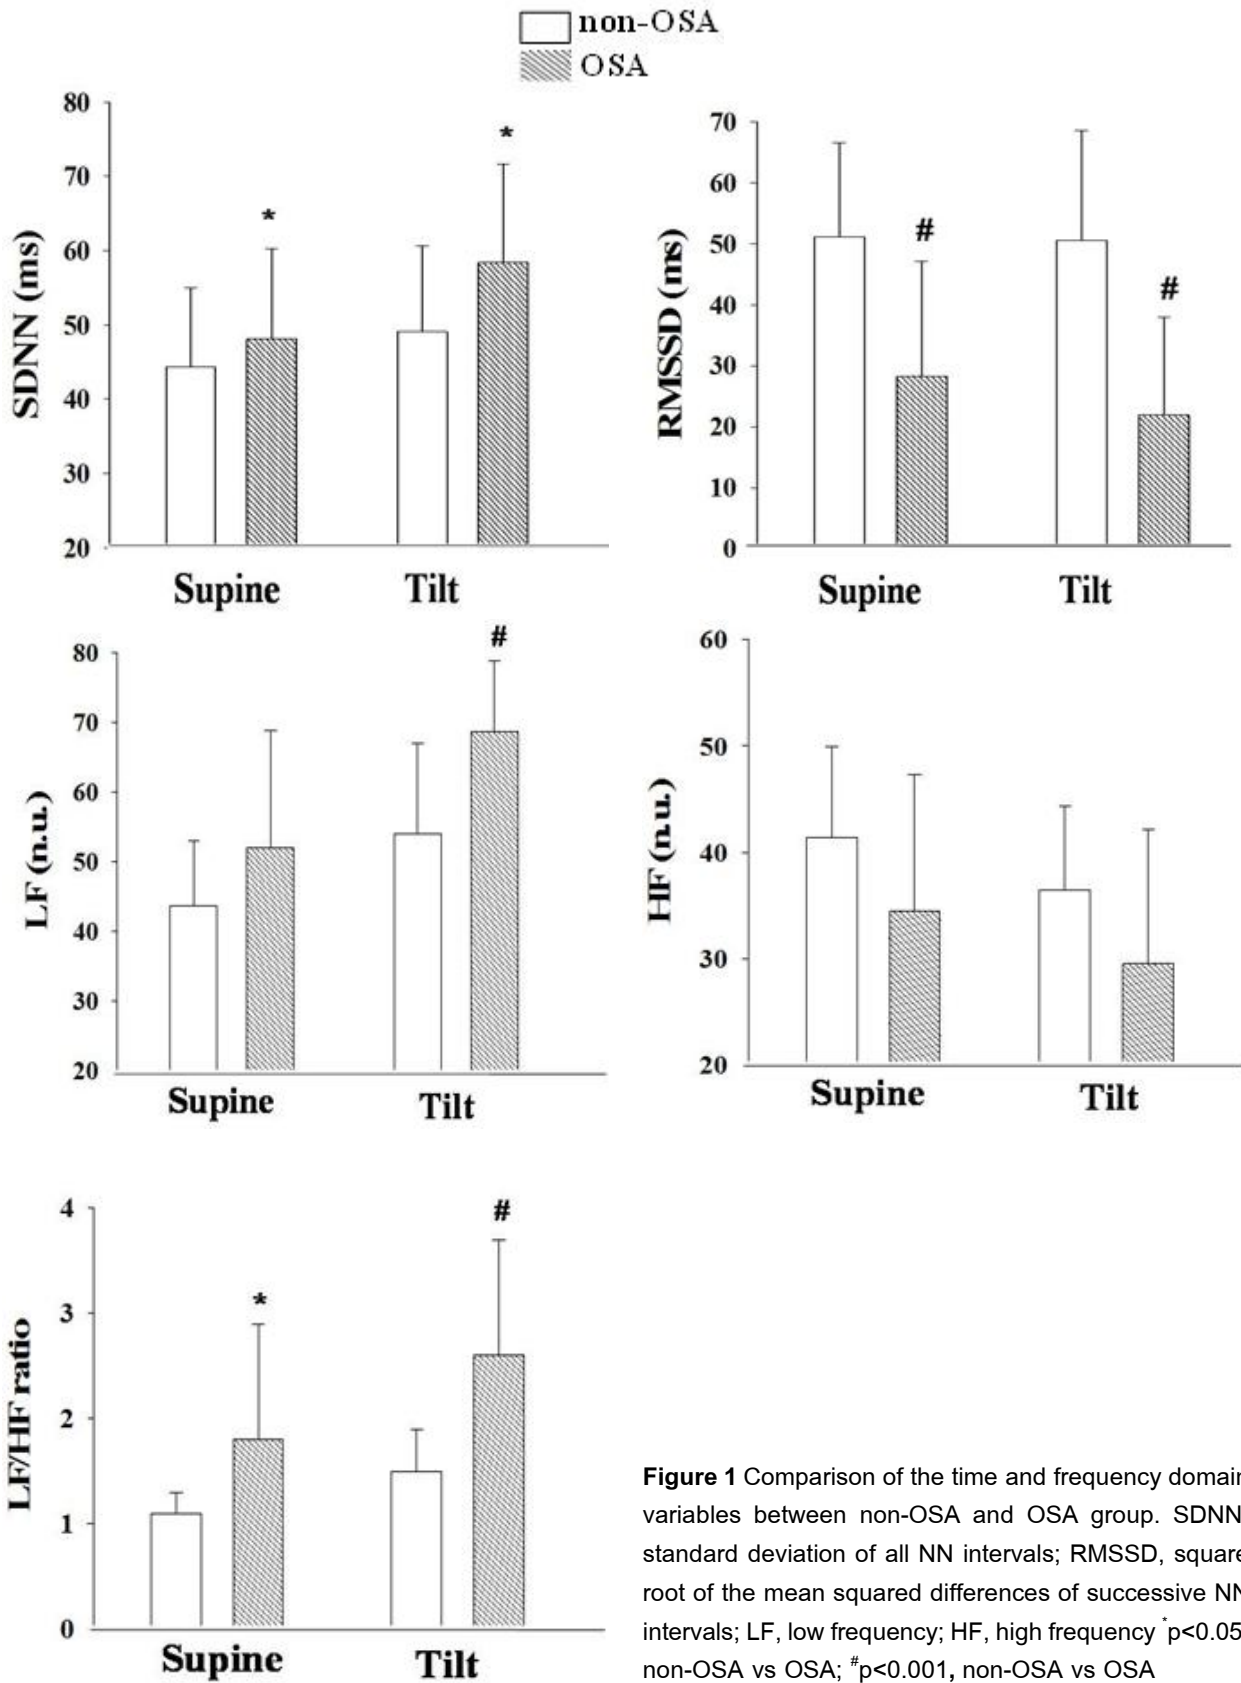 non-OSA
OSA
80
70
60
50
40
30
20
SDNN (ms)
*
*
Supine
Tilt
70
60
50
40
30
20
10
0
RMSSD (ms)
#
#
Supine
Tilt
80
70
60
50
40
30
20
LF (n.u.)
#
Supine
Tilt
60
50
40
30
20
HF (n.u.)
Supine
Tilt
4
3
2
1
0
LF/HF ratio
*
#
Supine
Tilt
Figure 1 Comparison of the time and frequency domain
variables between non-OSA and OSA group. SDNN
standard deviation of all NN intervals; RMSSD, square
root of the mean squared differences of successive NN
intervals; LF, low frequency; HF, high frequency *p<0.05
non-OSA vs OSA; #p<0.001, non-OSA vs OSA